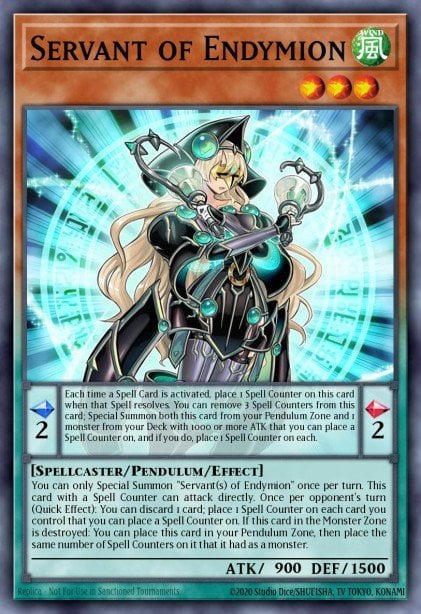 SERVANT OF ENDYMION
WIND
風
Each time a Spell Card is activated, place 1 Spell Counter on this card
when that Spell resolves. You can remove 3 Spell Counters from this
card; Special Summon both this card from your Pendulum Zone and 1
monster from your Deck with 1000 or more ATK that you can place a
Spell Counter on, and if you do, place 1 Spell Counter on each.
2
2
[SPELLCASTER/PENDULUM/EFFECT]
You can only Special Summon "Servant(s) of Endymion" once per turn. This
card with a Spell Counter can attack directly. Once per opponent's turn
(Quick Effect): You can discard 1 card; place 1 Spell Counter on each card you
control that you can place a Spell Counter on. If this card in the Monster Zone
is destroyed: You can place this card in your Pendulum Zone, then place the
same number of Spell Counters on it that it had as a monster.
ATK/ 900 DEF/1500
Replica - Not For Use in Sanctioned Tournaments
©2020 Studio Dice/SHUEISHA, TV TOKYO, KONAMI